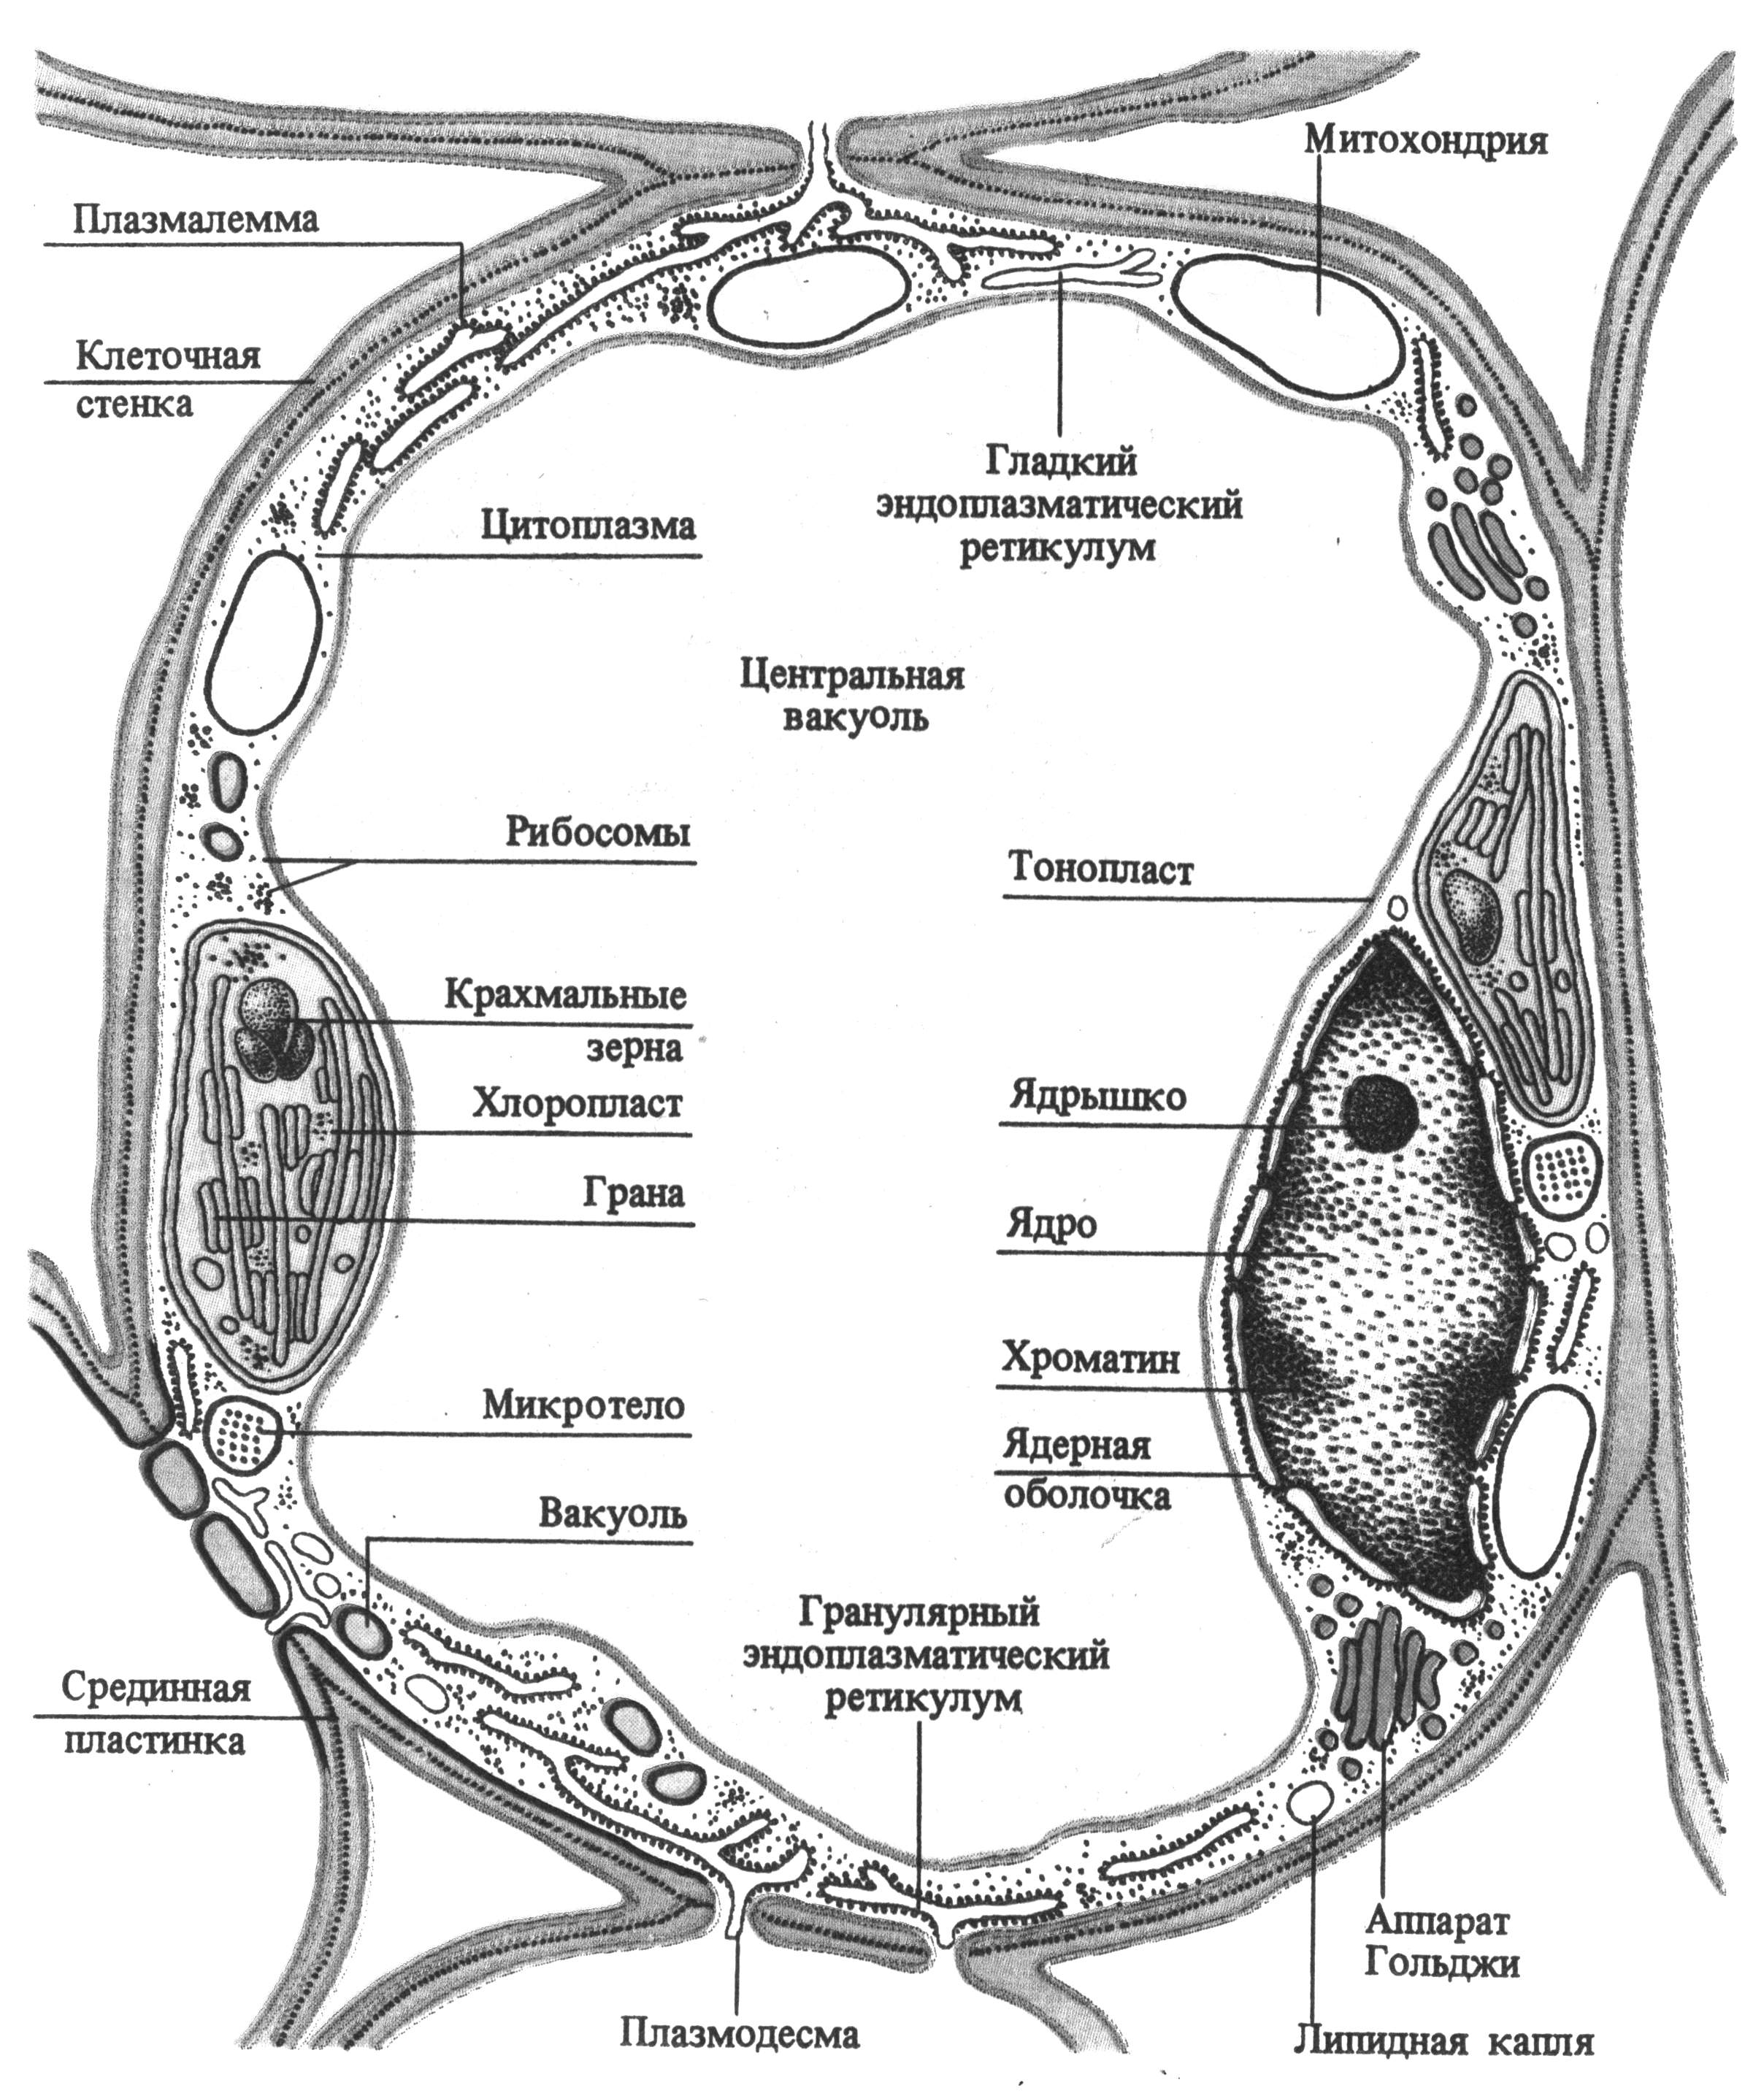 Митохондрия
Плазмалемма
Клеточная
стенка
Гладкий
эндоплазматический
ретикулум
Цитоплазма
Центральная
вакуоль
Рибосомы
Тонопласт
Крахмальные
зерна
Хлоропласт
Ядрышко
Грана
Ядро
Хроматин
Микротело
Ядерная
оболочка
Вакуоль
Гранулярный
эндоплазматический
ретикулум
Срединная
пластинка
Аппарат
Гольджи
Плазмодесма
Липидная капля